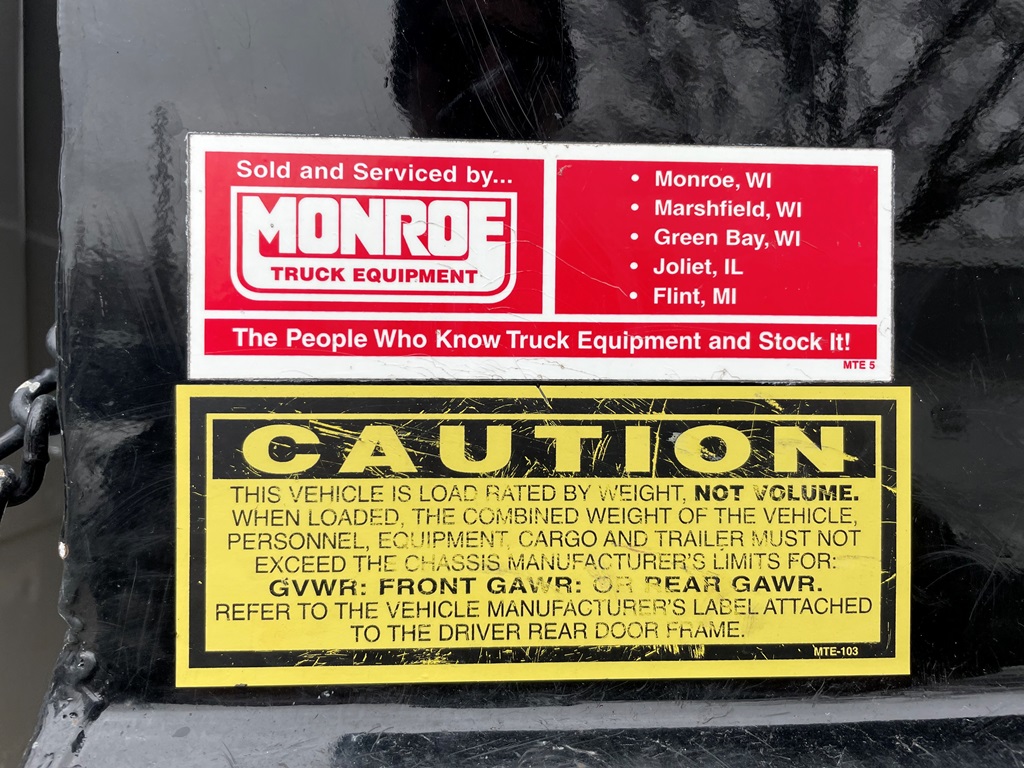 Sold and Serviced by...
MONROE
TRUCK EQUIPMENT
• Monroe, WI
• Marshfield, WI
• Green Bay, WI
• Joliet, IL
• Flint, MI
The People Who Know Truck Equipment and Stock It!
MTE 5
CAUTION
THIS VEHICLE IS LOAD RATED BY WEIGHT, NOT VOLUME.
WHEN LOADED, THE COMBINED WEIGHT OF THE VEHICLE,
PERSONNEL, EQUIPMENT, CARGO AND TRAILER MUST NOT
EXCEED THE CHASSIS MANUFACTURER'S LIMITS FOR:
GVWR: FRONT GAWR: OR REAR GAWR.
REFER TO THE VEHICLE MANUFACTURER'S LABEL ATTACHED
TO THE DRIVER REAR DOOR FRAME.
MTE-103